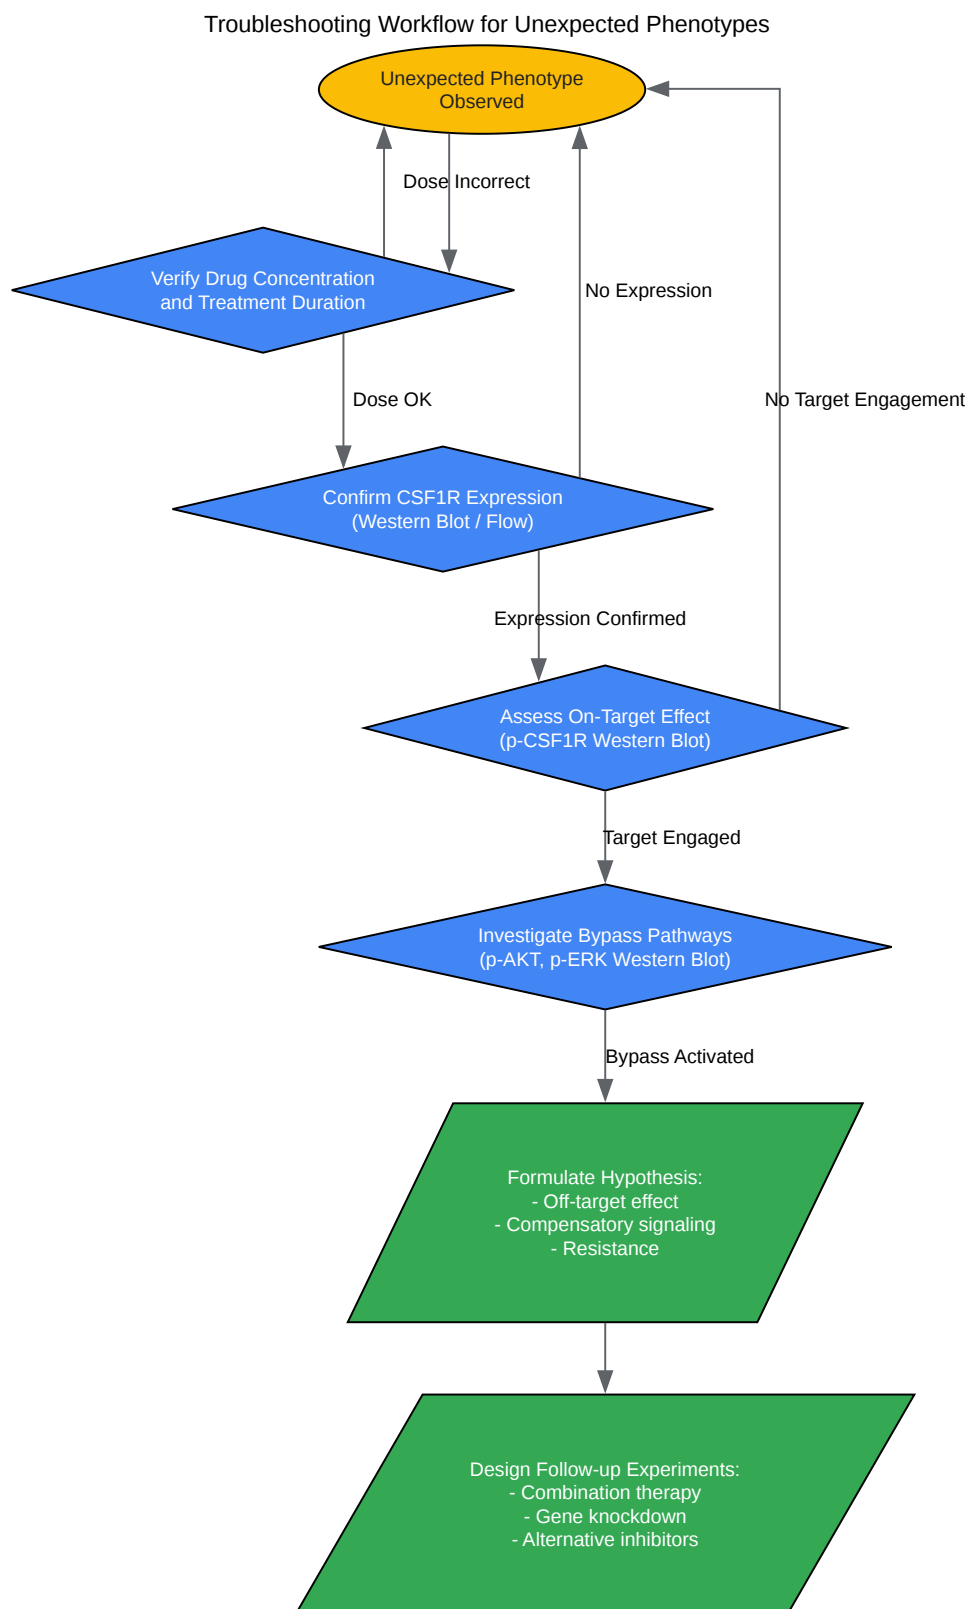 Troubleshooting Workflow for Unexpected Phenotypes
Unexpected Phenotype
Observed
Dose Incorrect
Verify Drug Concentration
and Treatment Duration
No Expression
Dose OK
No Target Engagement
Confirm CSF1R Expression
(Western Blot / Flow)
Expression Confirmed
Assess On-Target Effect
(p-CSF1R Western Blot)
Target Engaged
Investigate Bypass Pathways
(p-AKT, p-ERK Western Blot)
Bypass Activated
Formulate Hypothesis:
- Off-target effect
- Compensatory signaling
- Resistance
Design Follow-up Experiments:
- Combination therapy
- Gene knockdown
- Alternative inhibitors